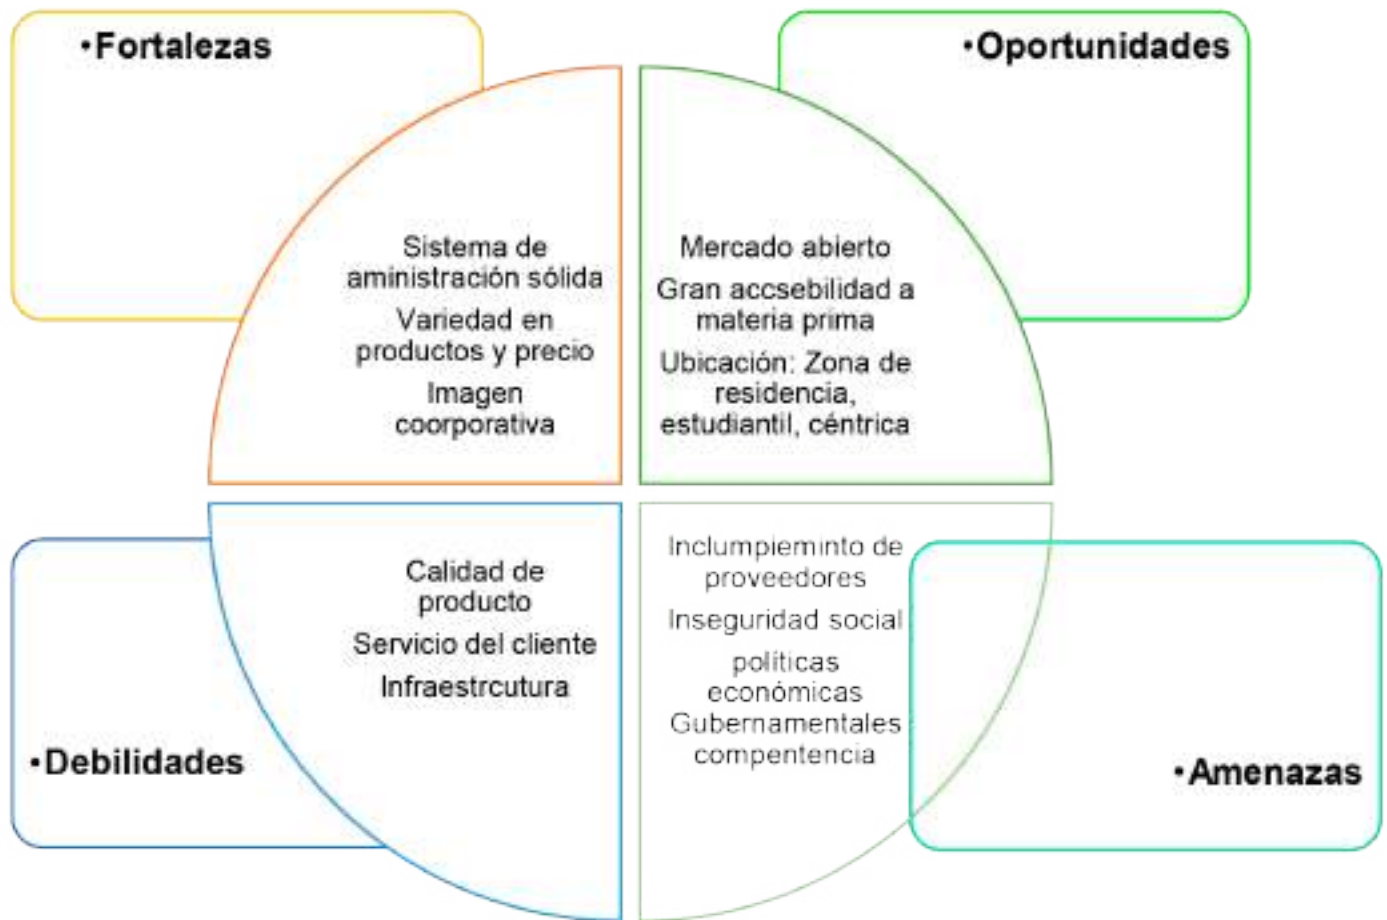 •Fortalezas
Sistema de
aministración sólida
Variedad en
productos y precio
Imagen
coorporativa
•Oportunidades
Mercado abierto
Gran accsebilidad a
materia prima
Ubicación: Zona de
residencia,
estudiantil, céntrica
Calidad de
producto
Servicio del cliente
Infraestrcutura
•Debilidades
Inclumpieminto de
proveedores
Inseguridad social
políticas
económicas
Gubernamentales
compentencia
•Amenazas